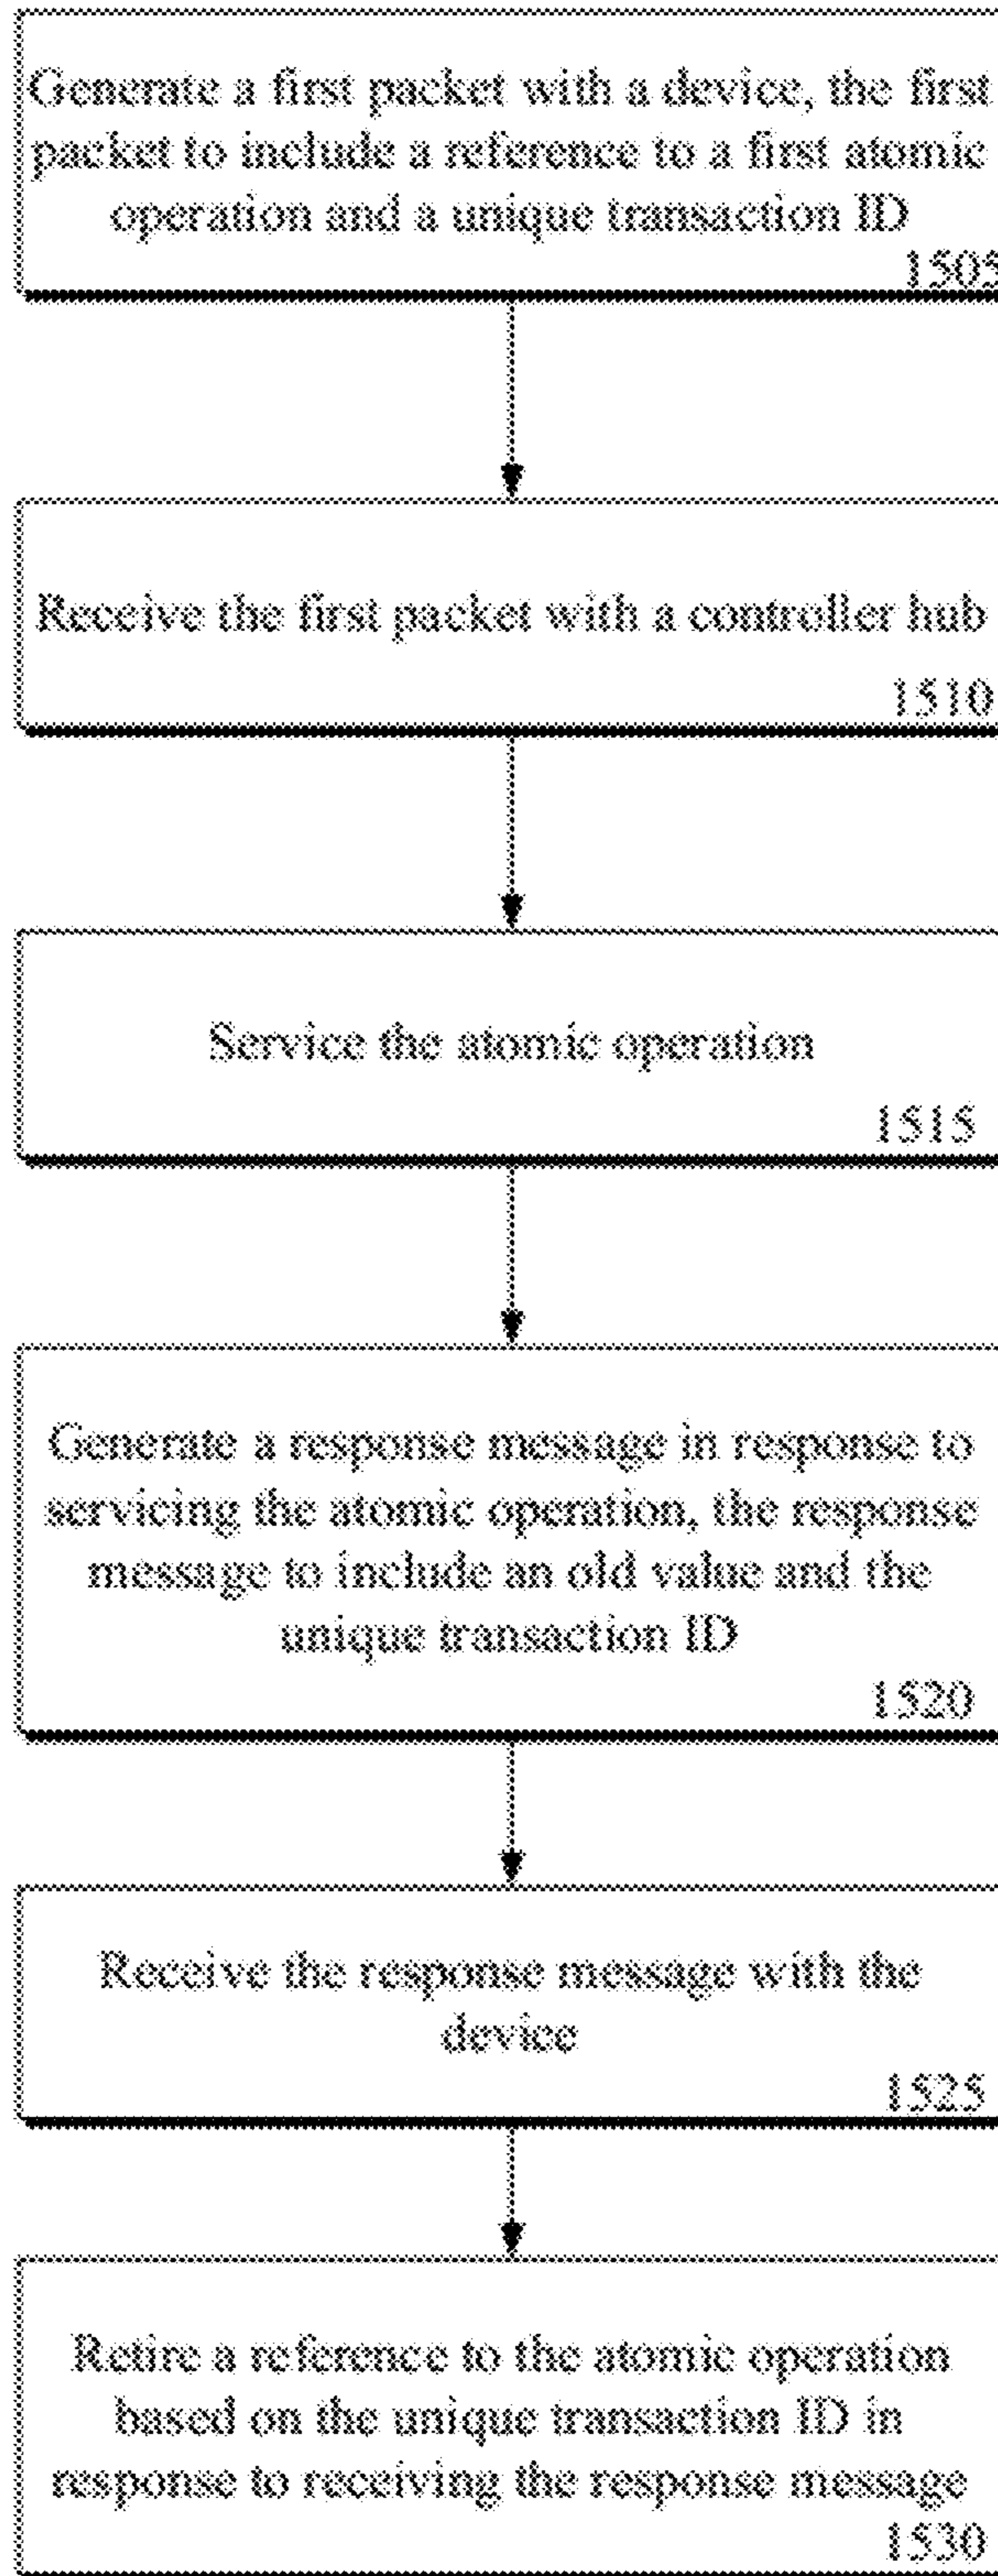 Generate a first packet with a device, the first
packet to include a reference to a first atomic
operation and a unique transaction ID
1505
Receive the first packet with a controller hub
1510
Service the atomic operation
1515
Generate a response message in response to
servicing the atomic operation, the response
message to include an old value and the
unique transaction ID
1520
Receive the response message with the
device
1525
Retire a reference to the atomic operation
based on the unique transaction ID in
response to receiving the response message
1530